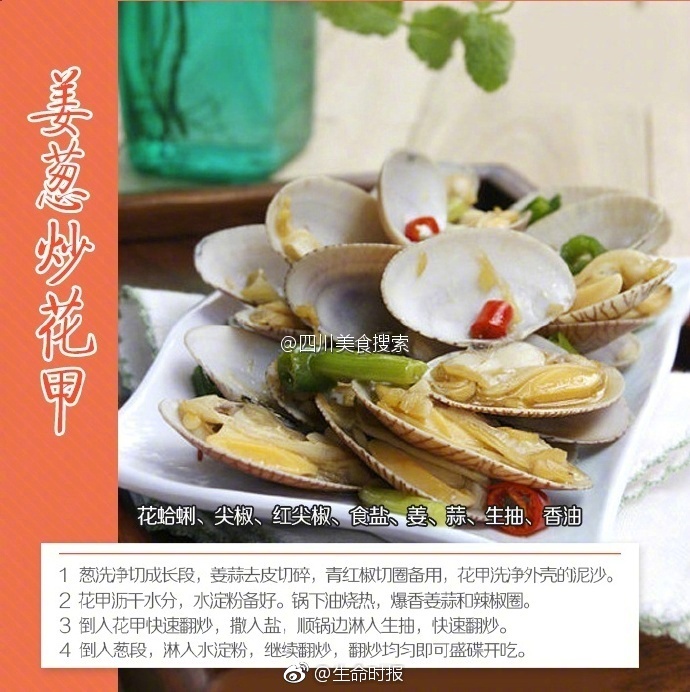 姜葱炒花甲
@四川美食搜索
花蛤蜊、尖椒、红尖椒、食盐、姜、蒜、生抽、香油
1 葱洗净切成长段，姜蒜去皮切碎，青红椒切圈备用，花甲洗净外壳的泥沙。
2 花甲沥干水分，水淀粉备好。锅下油烧热，爆香姜蒜和辣椒圈。
3 倒入花甲快速翻炒，撒入盐，顺锅边淋入生抽，快速翻炒。
4 倒入葱段，淋入水淀粉，继续翻炒，翻炒均匀即可盛碟开吃。
@生命时报